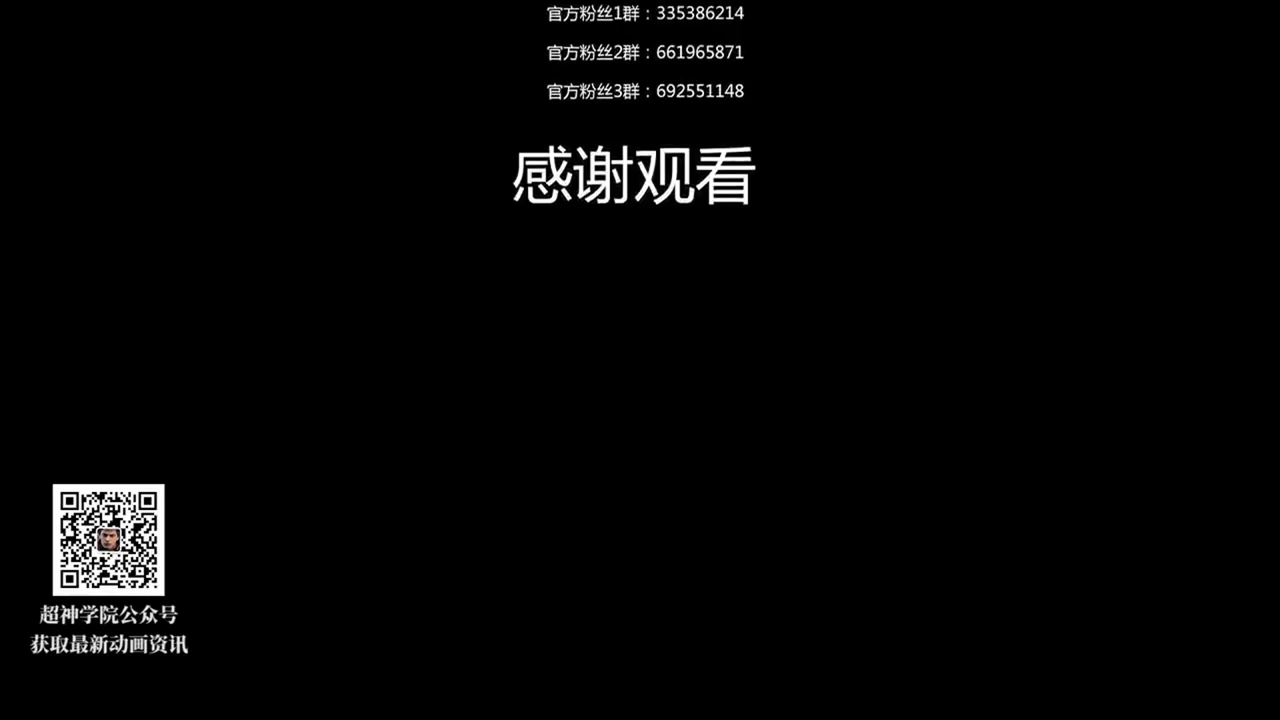 官方粉丝1群：335386214
官方粉丝2群：661965871
官方粉丝3群：692551148
感谢观看
超神学院公众号
获取最新动画资讯